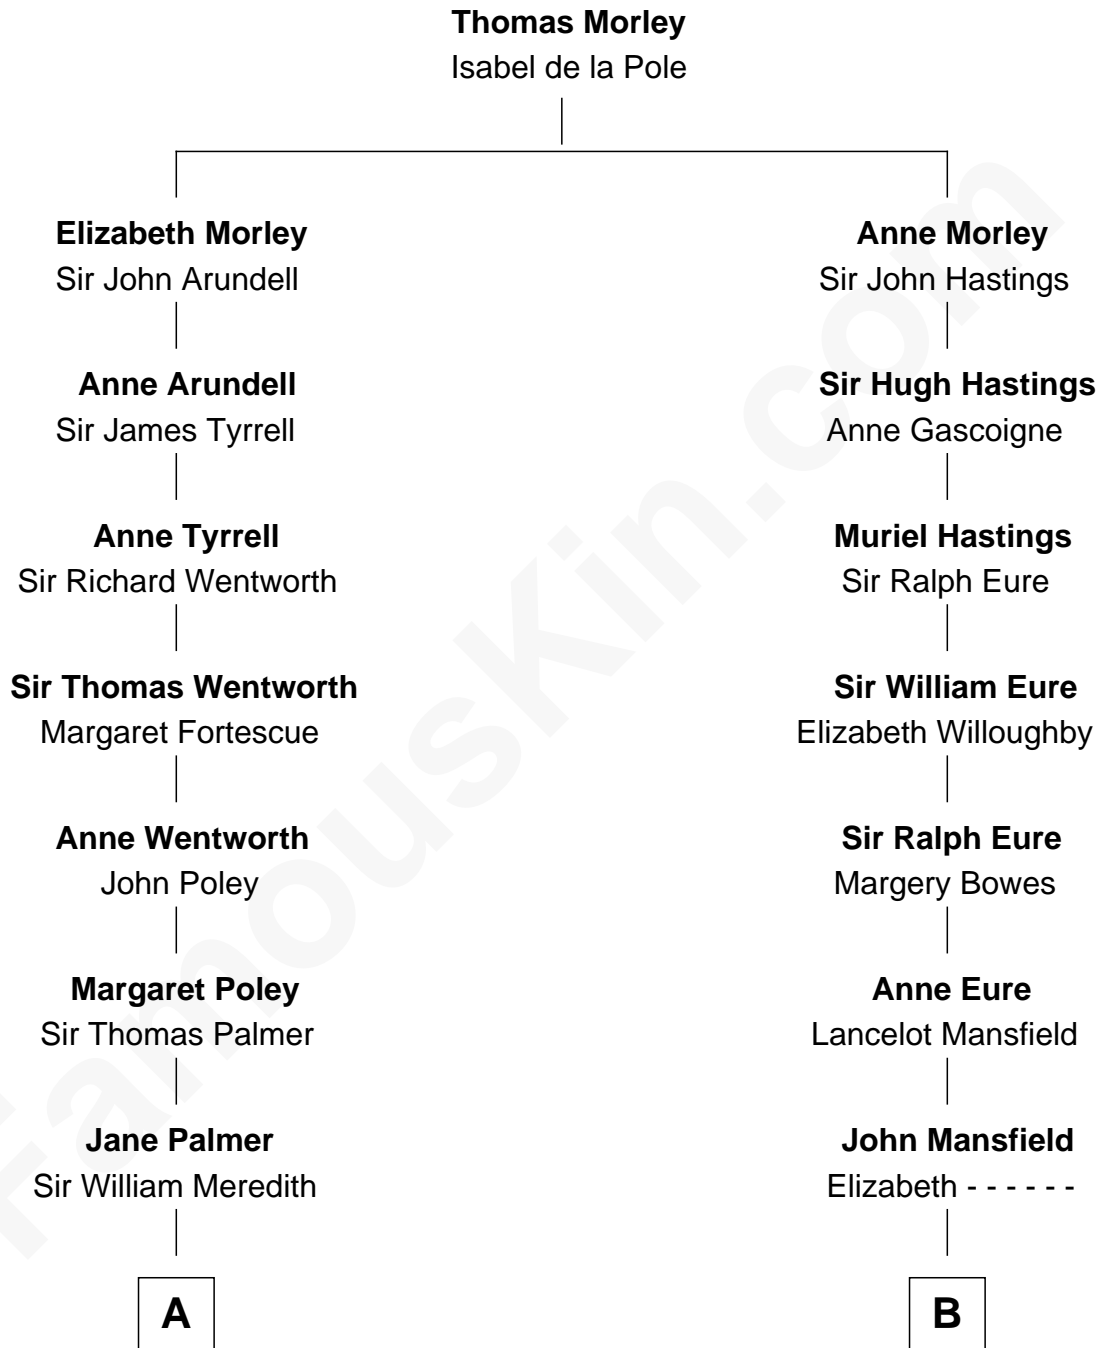 Thomas Morley
Isabel de la Pole
Elizabeth Morley
Sir John Arundell
Anne Arundell
Sir James Tyrrell
Anne Tyrrell
Sir Richard Wentworth
Sir Thomas Wentworth
Margaret Fortescue
Anne Wentworth
John Poley
Margaret Poley
Sir Thomas Palmer
Jane Palmer
Sir William Meredith
A
Anne Morley
Sir John Hastings
Sir Hugh Hastings
Anne Gascoigne
Muriel Hastings
Sir Ralph Eure
Sir William Eure
Elizabeth Willoughby
Sir Ralph Eure
Margery Bowes
Anne Eure
Lancelot Mansfield
John Mansfield
Elizabeth - - - - - -
B
FamousKin.com